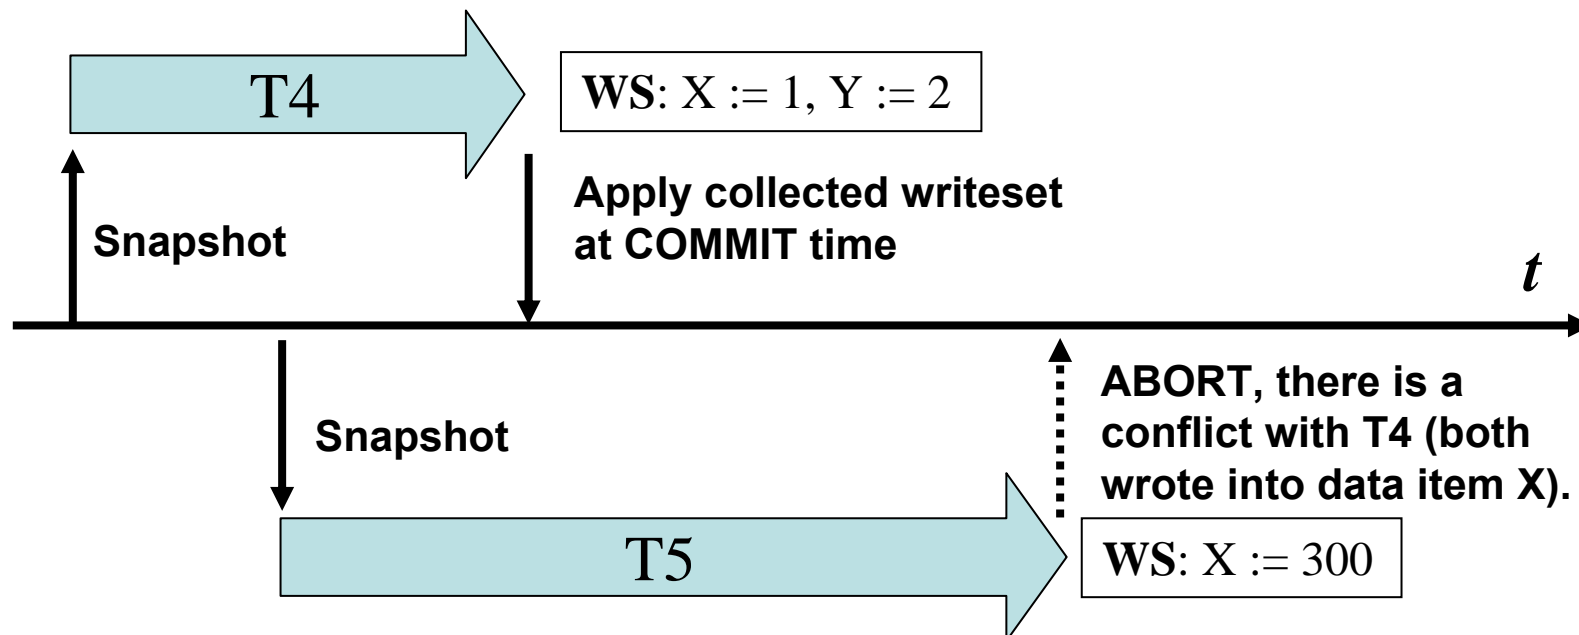 T4
WS: X := 1, Y := 2
Snapshot
Apply collected writeset
at COMMIT time
t
Snapshot
ABORT, there is a
conflict with T4 (both
wrote into data item X).
T5
WS: X := 300